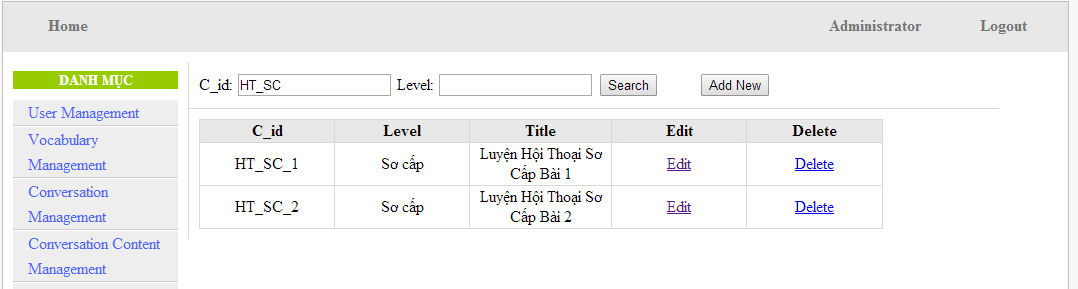 Home Administrator Logout
DANH MỤC
User Management
Vocabulary
Management
Conversation
Management
Conversation Content
Management
C_id: HT_SC Level: Search Add New
C_id Level Title Edit Delete
HT_SC_1 Sơ cấp Luyện Hội Thoại Sơ
Cấp Bài 1 Edit Delete
HT_SC_2 Sơ cấp Luyện Hội Thoại Sơ
Cấp Bài 2 Edit Delete